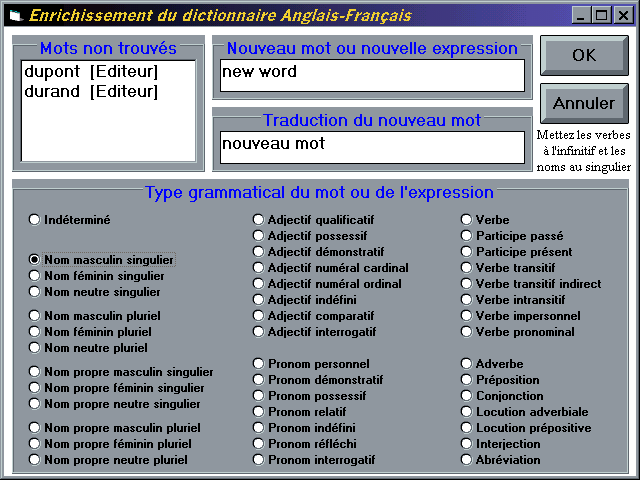 Enrichissement du dictionnaire Anglais-Français
Mots non trouvés
dupont [Editeur]
durand [Editeur]
Nouveau mot ou nouvelle expression
new word
Traduction du nouveau mot
nouveau mot
OK
Annuler
Mettez les verbes
à l'infinitif et les
noms au singulier
Type grammatical du mot ou de l'expression
Indéterminé
Nom masculin singulier
Nom féminin singulier
Nom neutre singulier
Nom masculin pluriel
Nom féminin pluriel
Nom neutre pluriel
Nom propre masculin singulier
Nom propre féminin singulier
Nom propre neutre singulier
Nom propre masculin pluriel
Nom propre féminin pluriel
Nom propre neutre pluriel
Adjectif qualificatif
Adjectif possessif
Adjectif démonstratif
Adjectif numéral cardinal
Adjectif numéral ordinal
Adjectif indéfini
Adjectif comparatif
Adjectif interrogatif
Pronom personnel
Pronom démonstratif
Pronom possessif
Pronom relatif
Pronom indéfini
Pronom réfléchi
Pronom interrogatif
Verbe
Participe passé
Participe présent
Verbe transitif
Verbe transitif indirect
Verbe intransitif
Verbe impersonnel
Verbe pronominal
Adverbe
Préposition
Conjonction
Locution adverbiale
Locution prépositive
Interjection
Abréviation